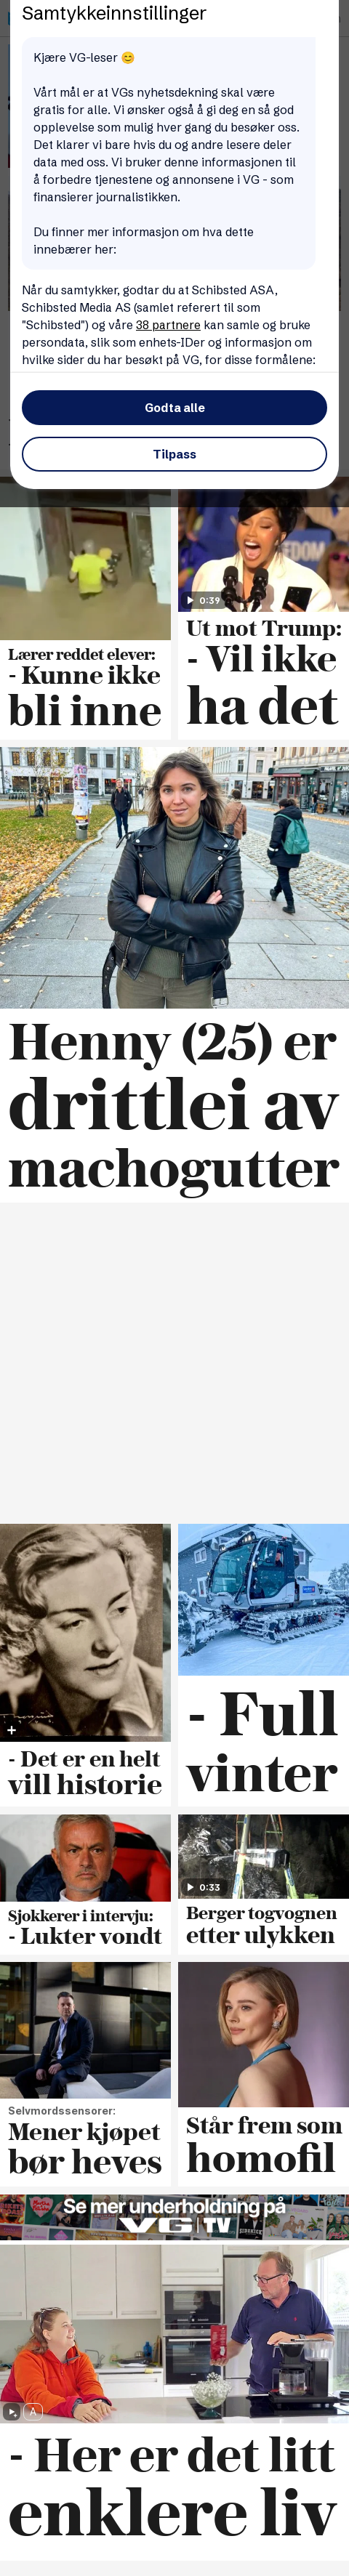 Samtykkeinnstillinger
Kjære VG-leser 😊
Vårt mål er at VGs nyhetsdekning skal være
gratis for alle. Vi ønsker også å gi deg en så god
opplevelse som mulig hver gang du besøker oss.
Det klarer vi bare hvis du og andre lesere deler
data med oss. Vi bruker denne informasjonen til
å forbedre tjenestene og annonsene i VG - som
finansierer journalistikken.
Du finner mer informasjon om hva dette
innebærer her:
Når du samtykker, godtar du at Schibsted ASA,
Schibsted Media AS (samlet referert til som
"Schibsted") og våre 38 partnere kan samle og bruke
persondata, slik som enhets-IDer og informasjon om
hvilke sider du har besøkt på VG, for disse formålene:
Godta alle
Tilpass
Lærer reddet elever:
- Kunne ikke
bli inne
0:39
Ut mot Trump:
- Vil ikke
ha det
Henny (25) er
drittlei av
machogutter
- Det er en helt
vill historie
- Full
vinter
Sjokkerer i intervju:
- Lukter vondt
0:33
Berger togvognen
etter ulykken
Selvmordssensorer:
Mener kjøpet
bør heves
Står frem som
homofil
Se mer underholdning på
VG TV
- Her er det litt
enklere liv